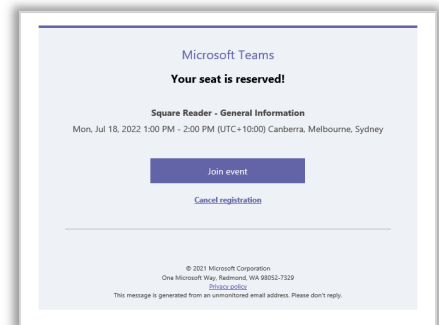 Microsoft Teams
Your seat is reserved!
Square Reader - General Information
Mon, Jul 18, 2022 1:00 PM - 2:00 PM (UTC+10:00) Canberra, Melbourne, Sydney
Join event
Cancel registration
© 2021 Microsoft Corporation
One Microsoft Way, Redmond, WA 98052-7329
Privacy policy
This message is generated from an unmonitored email address. Please don't reply.